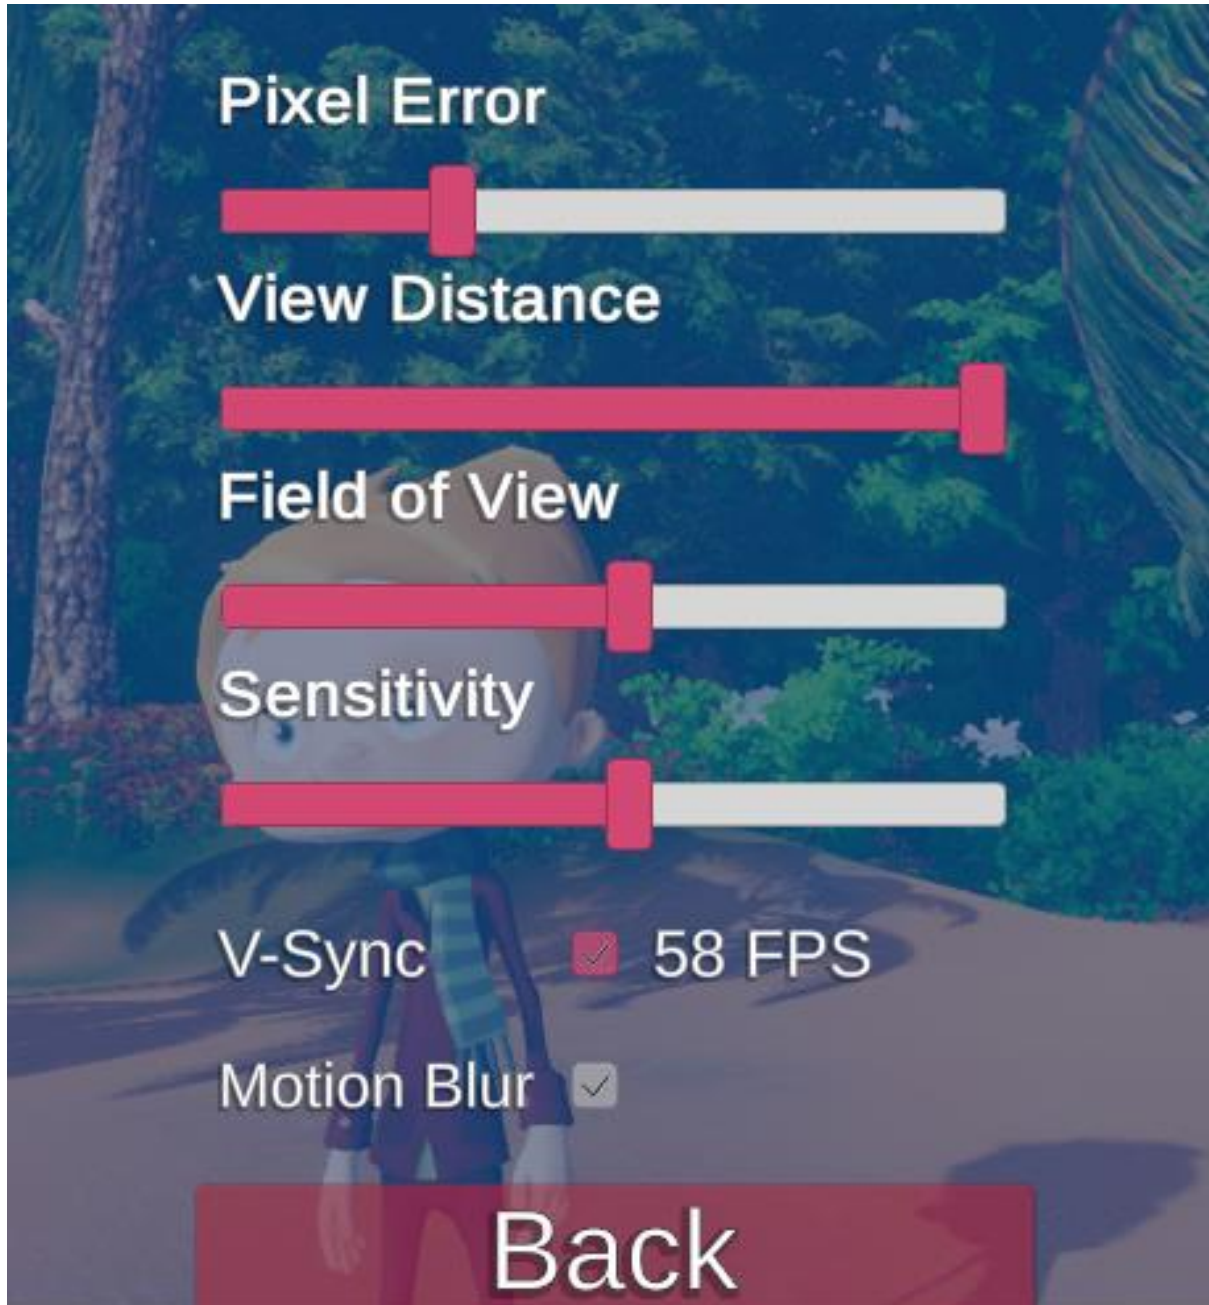 Pixel Error
View Distance
Field of View
Sensitivity
V-Sync 58 FPS
Motion Blur
Back